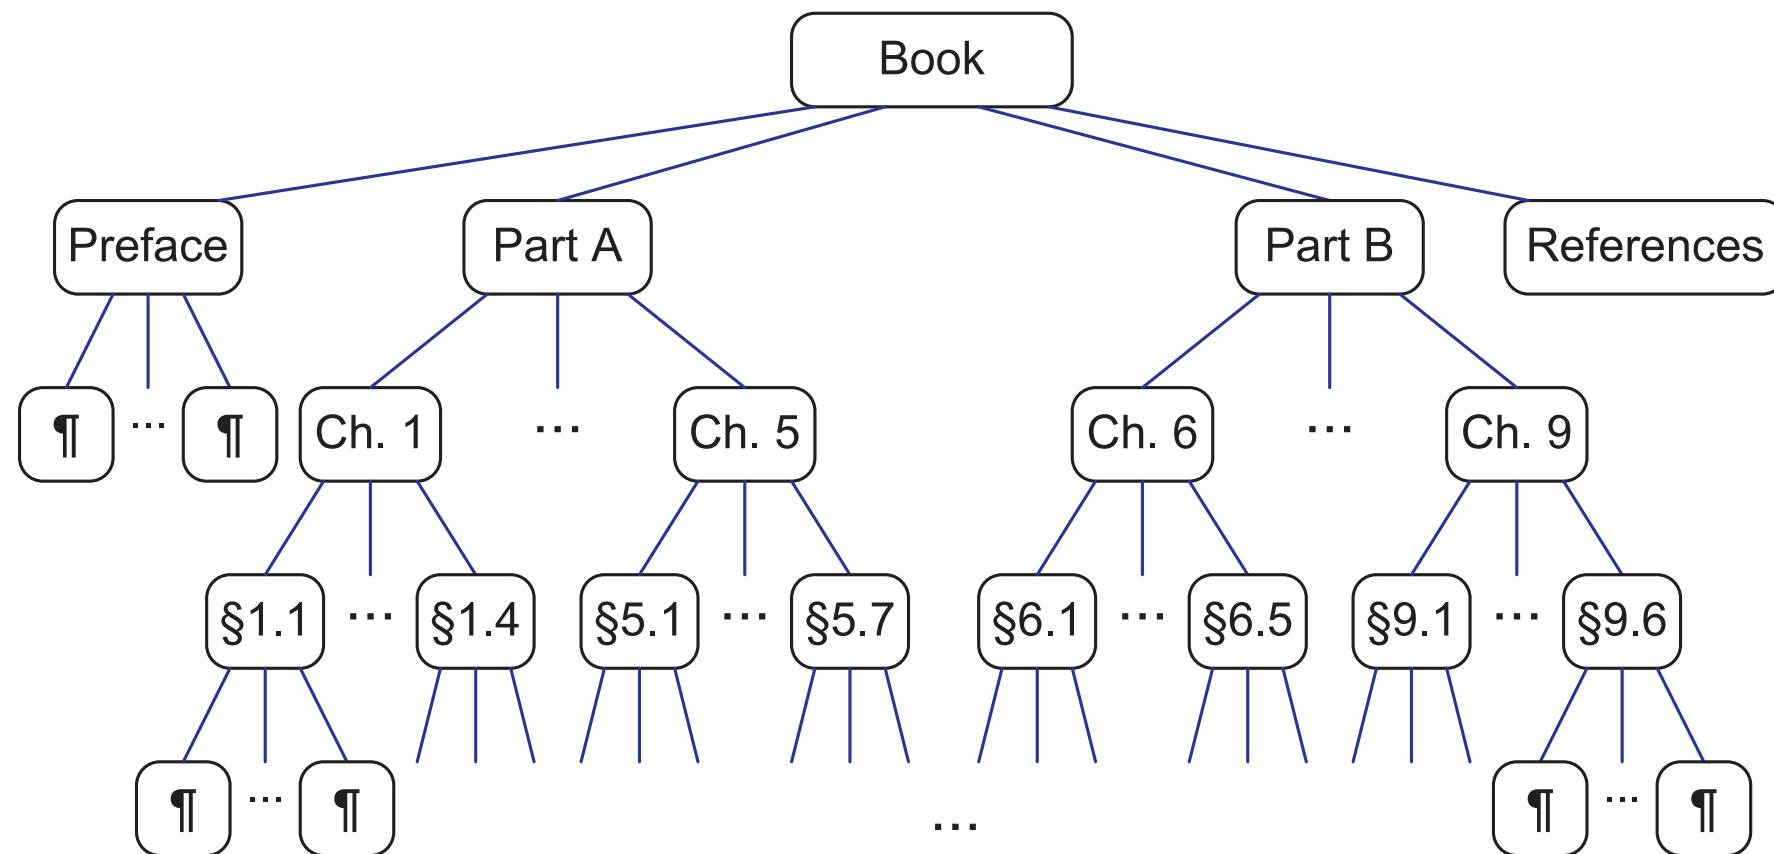 Book
Preface Part A Part B References
¶ ... ¶ Ch. 1 ... Ch. 5 Ch. 6 ... Ch. 9
§1.1 ... §1.4 §5.1 ... §5.7 §6.1 ... §6.5 §9.1 ... §9.6
¶ ... ¶ ... ¶ ... ¶